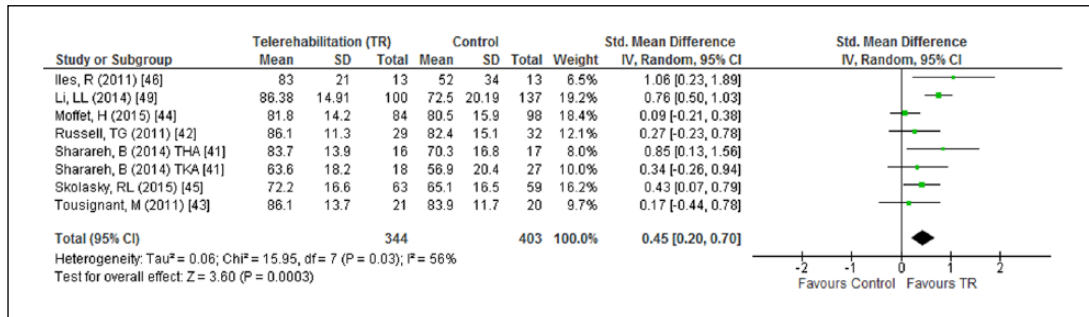 Telerehabilitation (TR) Control Std. Mean Difference Std. Mean Difference
Study or Subgroup Mean SD Total Mean SD Total Weight IV, Random, 95% CI IV, Random, 95% CI
Iles, R (2011) [46] 83 21 13 52 34 13 6.5% 1.06 [0.23, 1.89]
Li, LL (2014) [49] 86.38 14.91 100 72.5 20.19 137 19.2% 0.76 [0.50, 1.03]
Moffet, H (2015) [44] 81.8 14.2 84 80.5 15.9 98 18.4% 0.09 [-0.21, 0.38]
Russell, TG (2011) [42] 86.1 11.3 29 82.4 15.1 32 12.1% 0.27 [-0.23, 0.78]
Sharareh, B (2014) THA [41] 83.7 13.9 16 70.3 16.8 17 8.0% 0.85 [0.13, 1.56]
Sharareh, B (2014) TKA [41] 63.6 18.2 18 56.9 20.4 27 10.1% 0.34 [-0.26, 0.94]
Skolasky, RL (2015) [45] 72.2 16.6 63 65.1 16.5 59 16.0% 0.43 [0.07, 0.79]
Tousignant, M (2011) [43] 86.1 13.7 21 83.9 11.7 20 9.7% 0.17 [-0.44, 0.78]
Total (95% CI) 344 403 100.0% 0.45 [0.20, 0.70]
Heterogeneity: Tau² = 0.06; Chi² = 15.95, df = 7 (P = 0.03); I² = 56%
Test for overall effect: Z = 3.60 (P = 0.0003)
-2 -1 0 1 2
Favours Control Favours TR